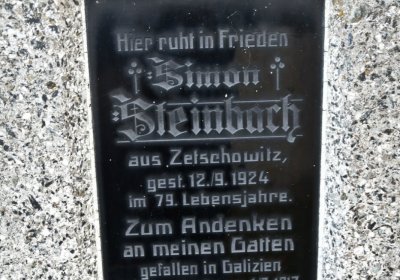 Hier ruht in Frieden
† Simon †
Steinbach
aus Zetschowitz,
gest. 12./9. 1924
im 79. Lebensjahre.
Zum Andenken
an meinen Gatten
gefallen in Galizien